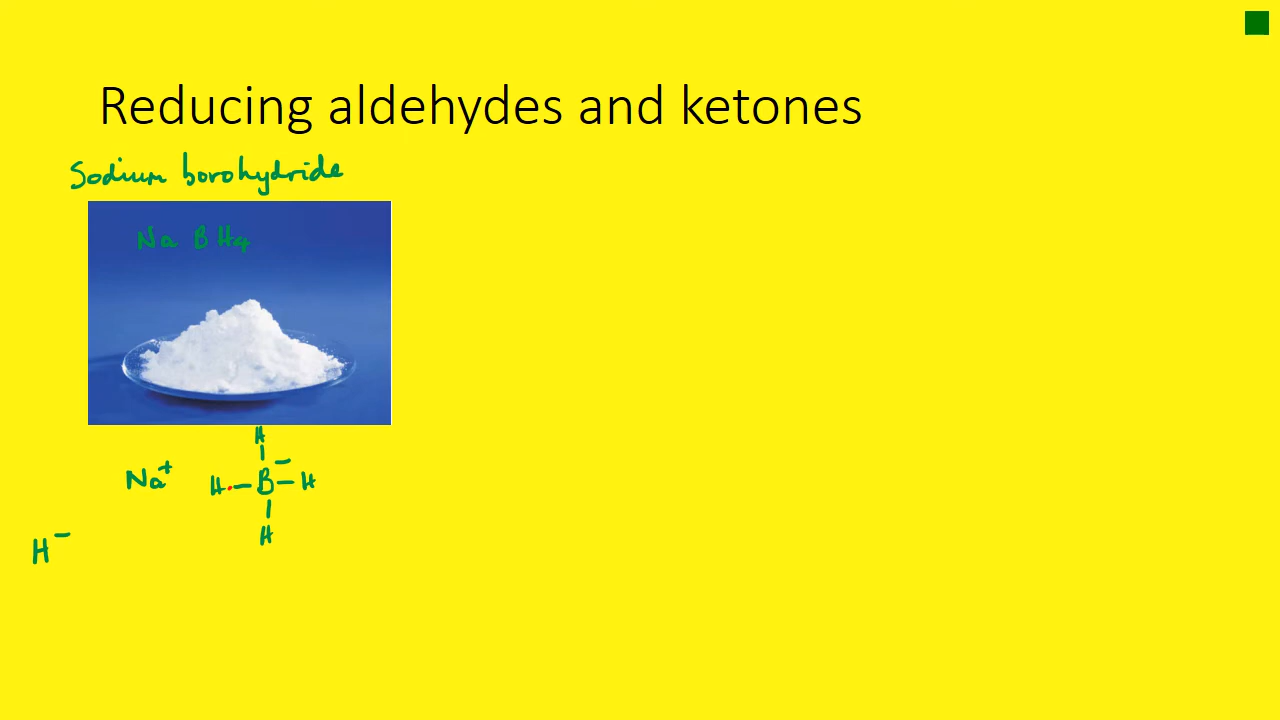 Reducing aldehydes and ketones
Sodium borohydride
Na B H4
H
Na+ H-B-H −
H
H−